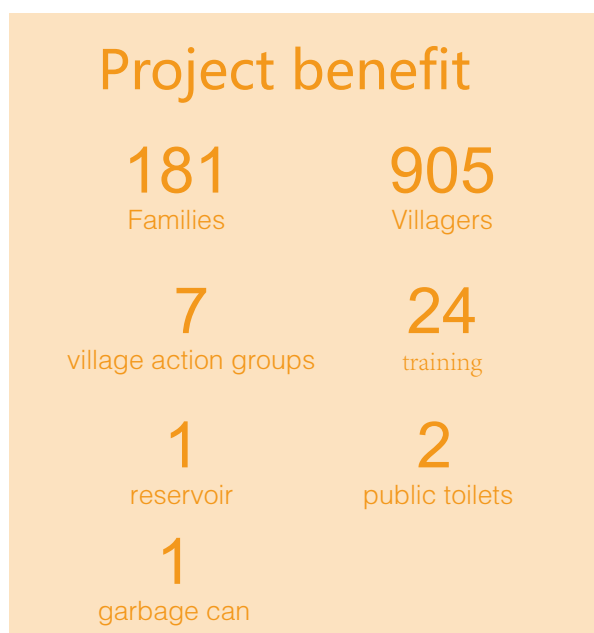 Project benefit
181 905
Families Villagers
7 24
village action groups training
1 2
reservoir public toilets
1
garbage can